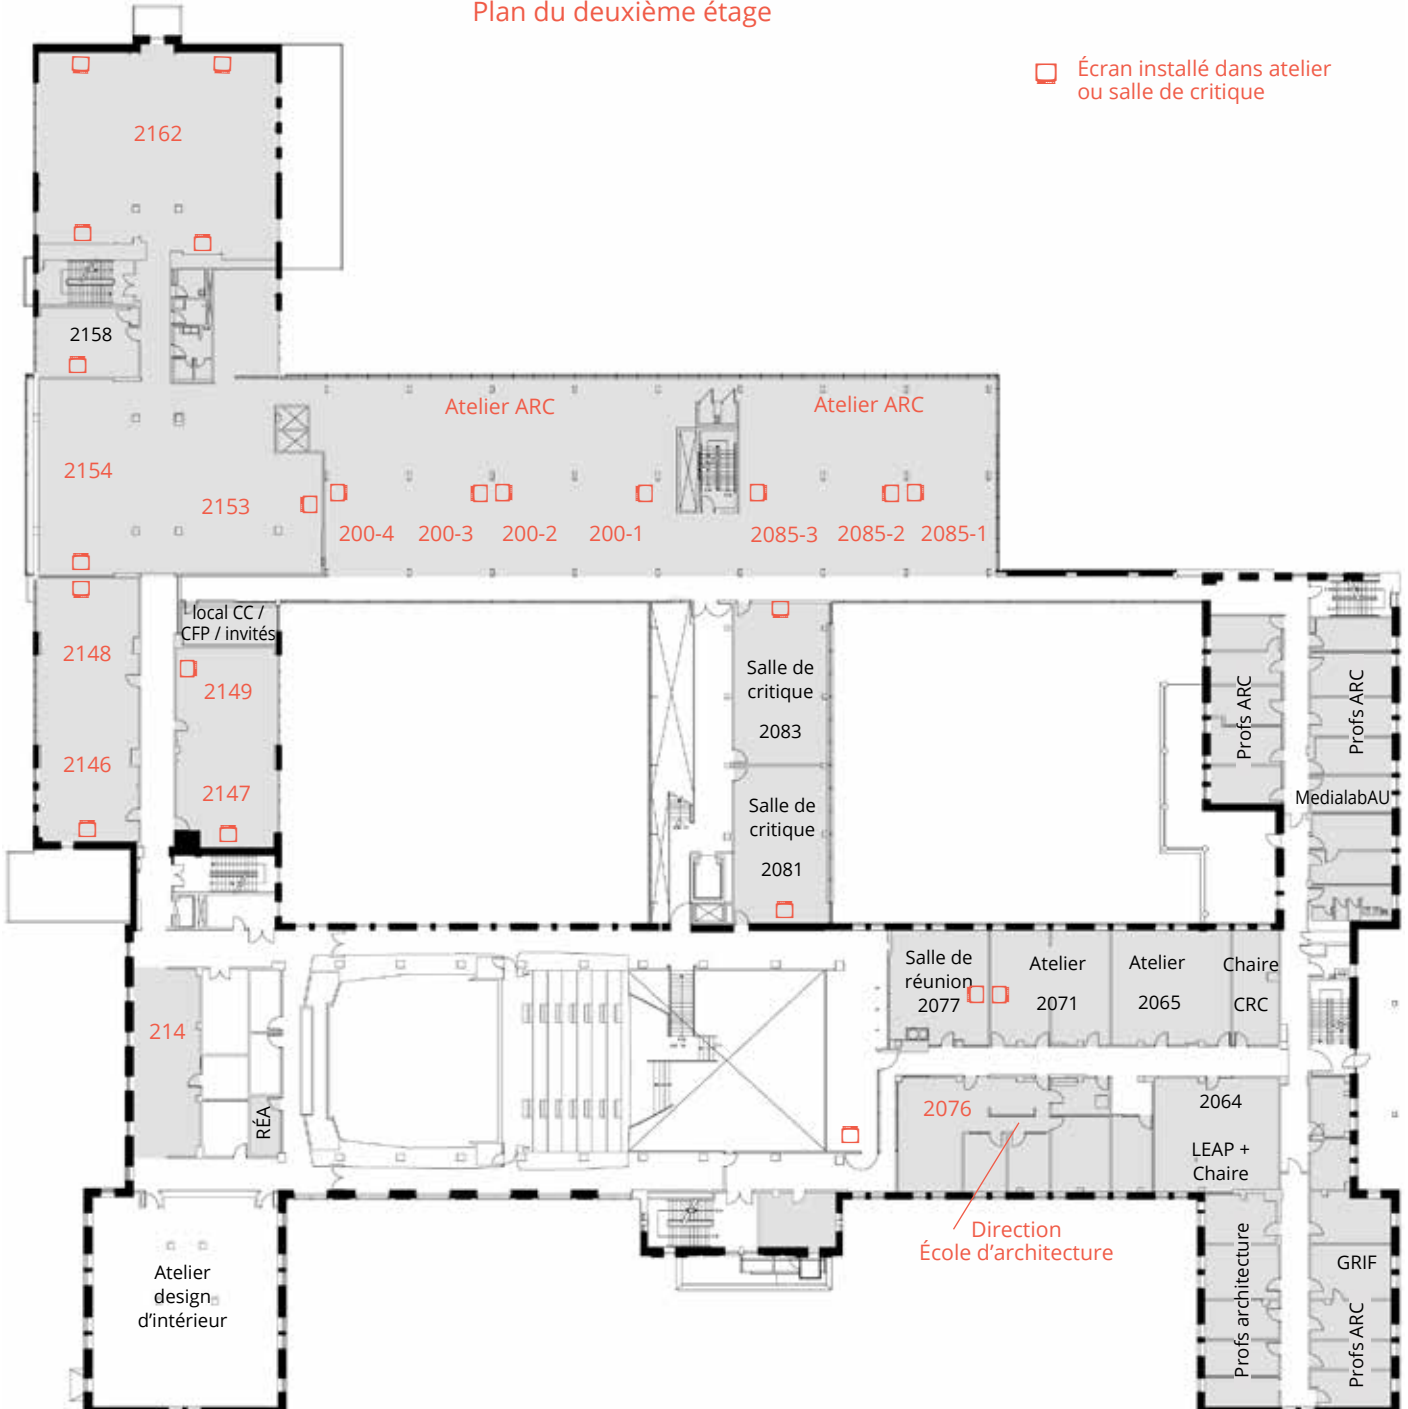 Plan du deuxième étage
Écran installé dans atelier
ou salle de critique
2162
2158
Atelier ARC
Atelier ARC
2154
2153
200-4
200-3
200-2
200-1
2085-3
2085-2
2085-1
local CC /
CFP / invités
2148
2149
2146
2147
Salle de
critique
2083
Salle de
critique
2081
Profs ARC
Profs ARC
MedialabAU
Salle de
réunion
2077
Atelier
2071
Atelier
2065
Chaire
CRC
214
RÉA
2076
2064
LEAP +
Chaire
Direction
École d'architecture
Atelier
design
d'intérieur
Profs architecture
GRIF
Profs ARC